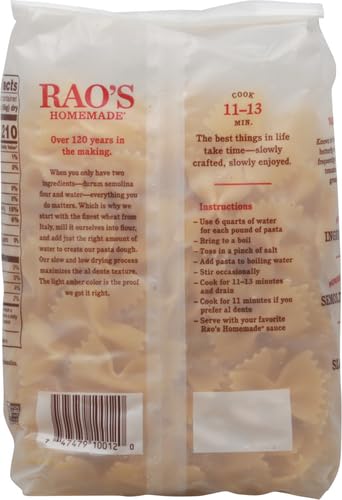 RAO'S
HOMEMADE®
Over 120 years in
the making.
When you only have two
ingredients—durum semolina
flour and water—everything you
do matters. Which is why we
start with the finest wheat from
Italy, mill it ourselves into flour,
and add just the right amount of
water to create our pasta dough.
Our slow and low drying process
maximizes the al dente texture.
The light amber color is the proof
we got it right.
7 47479 10012 0
COOK
11–13
MIN.
The best things in life
take time—slowly
crafted, slowly enjoyed.
Instructions
- Use 6 quarts of water
for each pound of pasta
- Bring to a boil
- Toss in a pinch of salt
- Add pasta to boiling water
- Stir occasionally
- Cook for 11–13 minutes
and drain
- Cook for 11 minutes if you
prefer al dente
- Serve with your favorite
Rao's Homemade® sauce
210